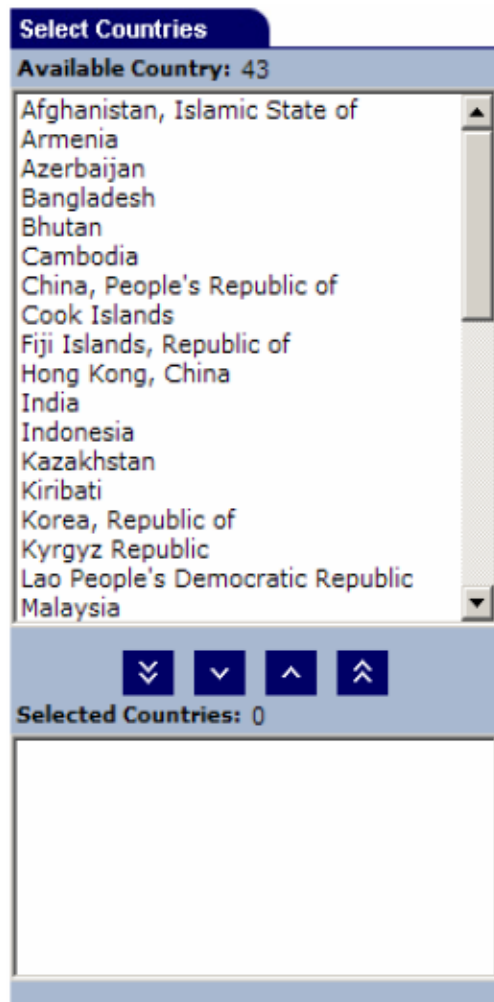 Select Countries
Available Country: 43
Afghanistan, Islamic State of
Armenia
Azerbaijan
Bangladesh
Bhutan
Cambodia
China, People's Republic of
Cook Islands
Fiji Islands, Republic of
Hong Kong, China
India
Indonesia
Kazakhstan
Kiribati
Korea, Republic of
Kyrgyz Republic
Lao People's Democratic Republic
Malaysia
Selected Countries: 0